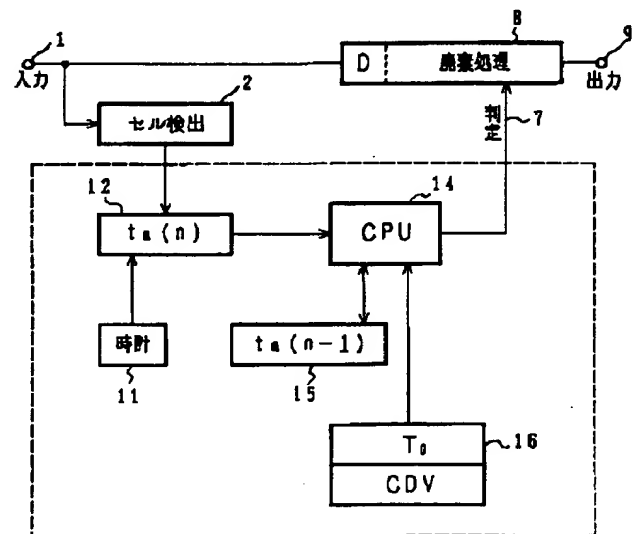 1
入力
2
セル検出
D
廃棄処理
8
9
出力
判定
7
12
ta(n)
14
CPU
時計
11
ta(n-1)
15
T0
CDV
16